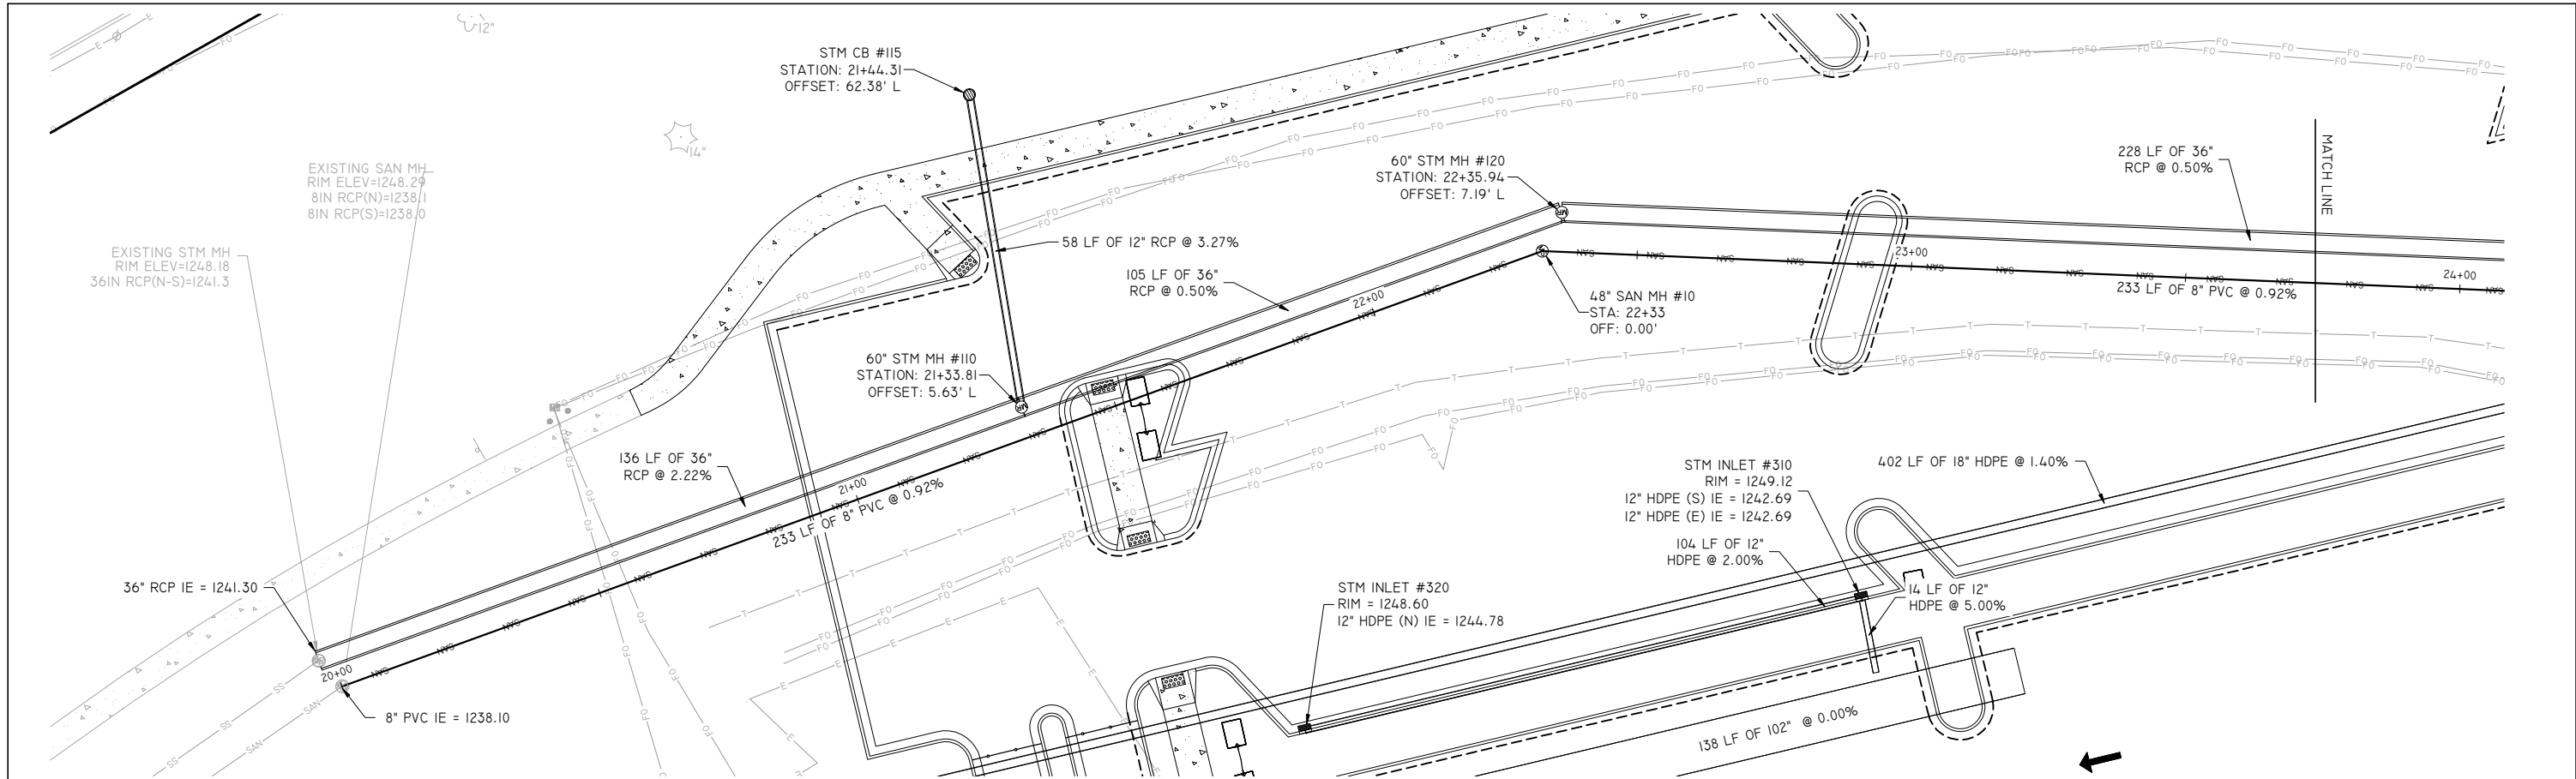 12"
STM CB #115
STATION: 21+44.31
OFFSET: 62.38' L
14"
EXISTING SAN MH
RIM ELEV=1248.29
8IN RCP(N)=1238.1
8IN RCP(S)=1238.0
EXISTING STM MH
RIM ELEV=1248.18
36IN RCP(N-S)=1241.3
58 LF OF 12" RCP @ 3.27%
105 LF OF 36"
RCP @ 0.50%
60" STM MH #120
STATION: 22+35.94
OFFSET: 7.19' L
228 LF OF 36"
RCP @ 0.50%
MATCH LINE
22+00
23+00
24+00
233 LF OF 8" PVC @ 0.92%
48" SAN MH #10
STA: 22+33
OFF: 0.00'
60" STM MH #110
STATION: 21+33.81
OFFSET: 5.63' L
136 LF OF 36"
RCP @ 2.22%
21+00
233 LF OF 8" PVC @ 0.92%
STM INLET #310
RIM = 1249.12
12" HDPE (S) IE = 1242.69
12" HDPE (E) IE = 1242.69
402 LF OF 18" HDPE @ 1.40%
104 LF OF 12"
HDPE @ 2.00%
14 LF OF 12"
HDPE @ 5.00%
36" RCP IE = 1241.30
STM INLET #320
RIM = 1248.60
12" HDPE (N) IE = 1244.78
20+00
8" PVC IE = 1238.10
138 LF OF 102" @ 0.00%
SS
SAN
FO
T
E